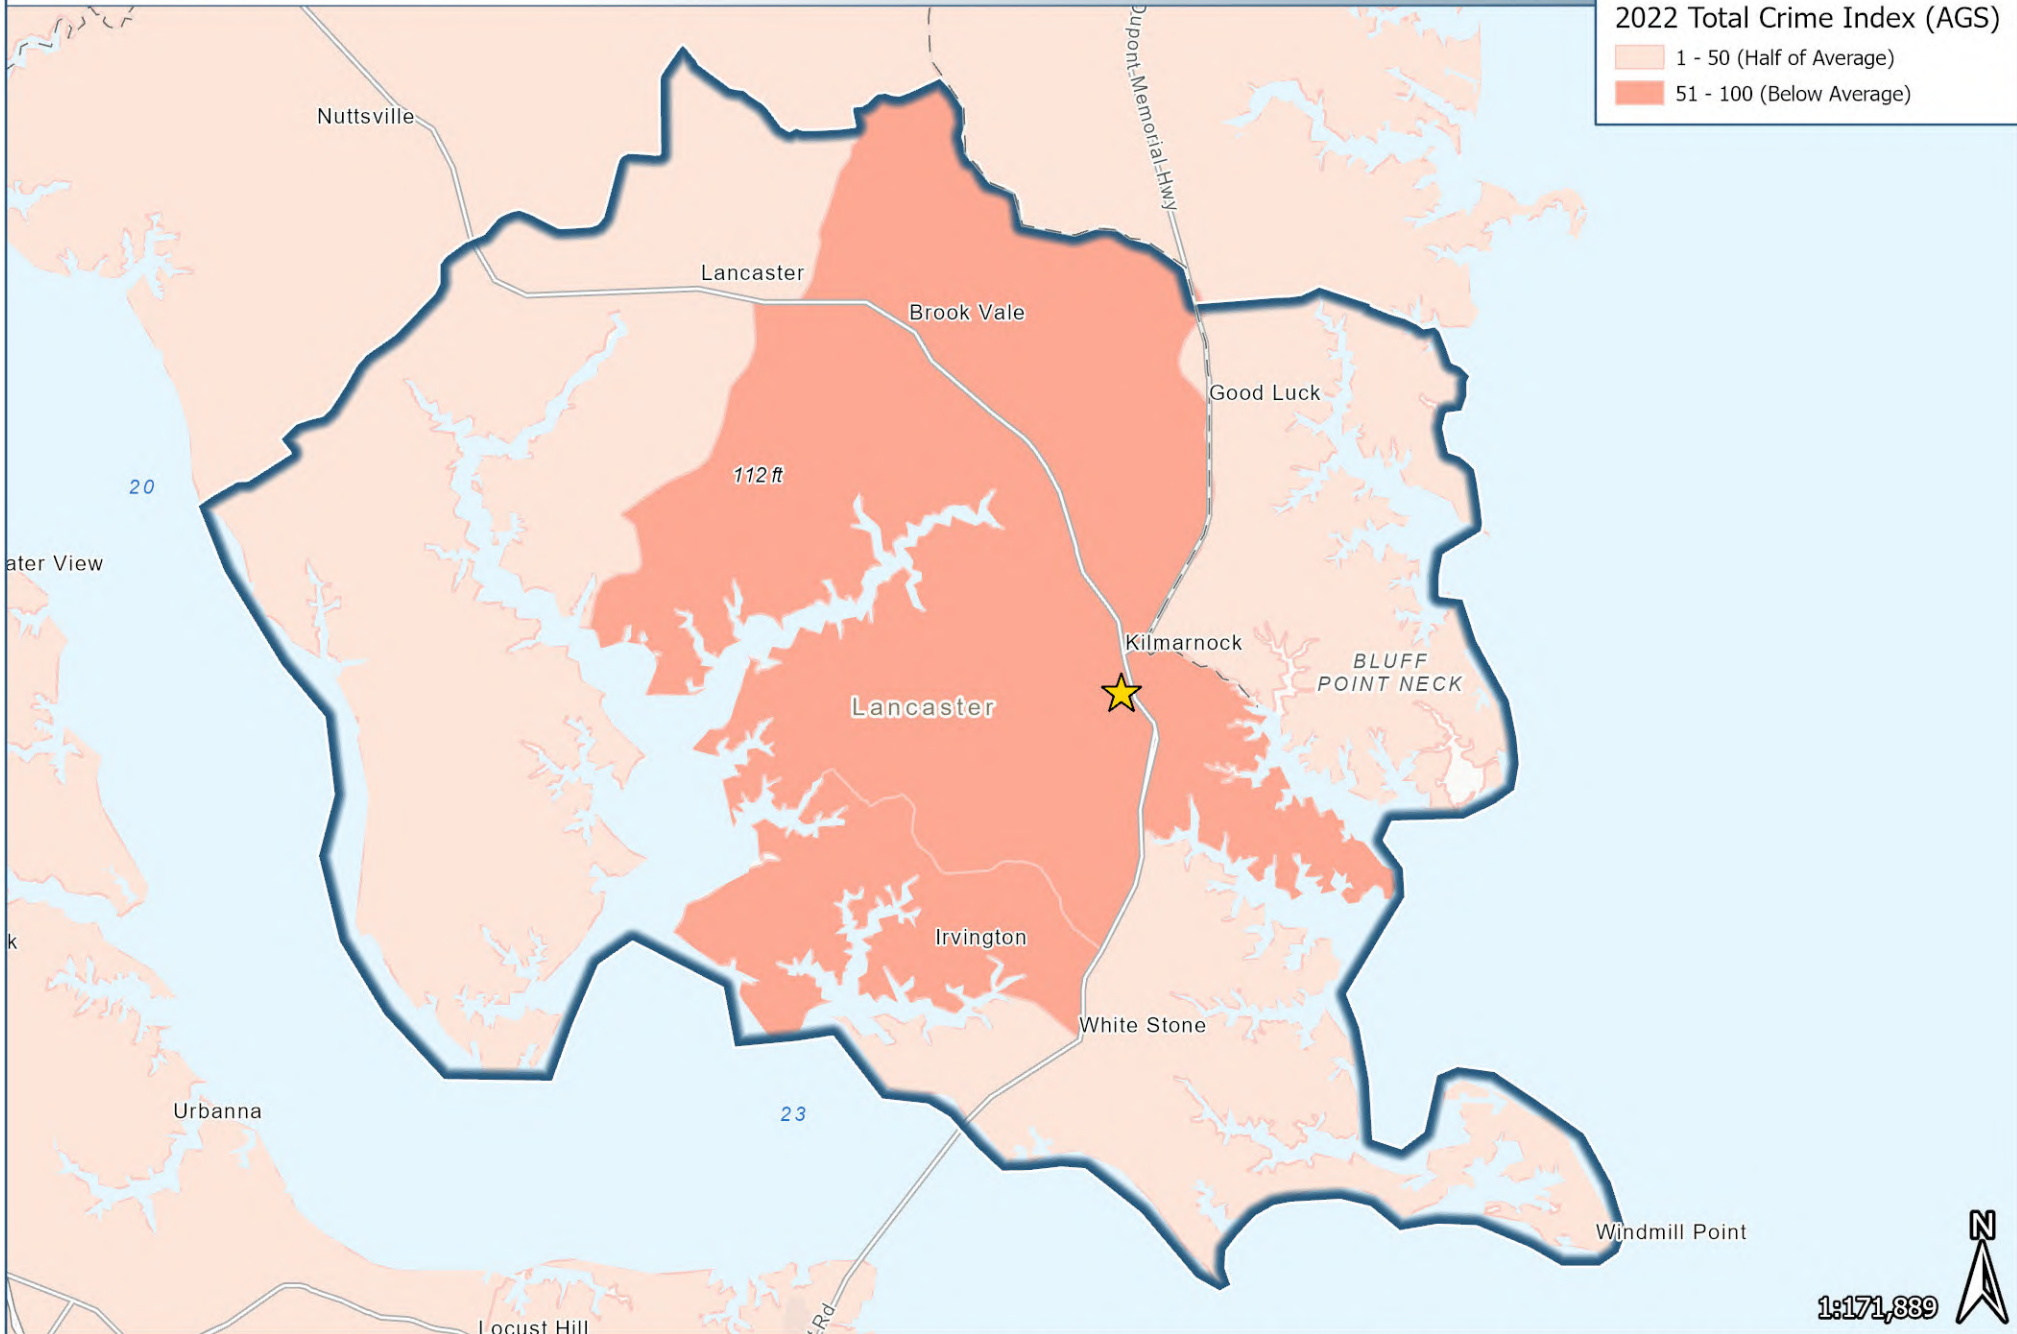 2022 Total Crime Index (AGS)
1 - 50 (Half of Average)
51 - 100 (Below Average)
Dupont-Memorial-Hwy
Nuttsville
Lancaster
Brook Vale
Good Luck
112 ft
20
ater View
Kilmarnock
BLUFF
POINT NECK
Lancaster
k
Irvington
White Stone
Urbanna
23
Windmill Point
N
1:171,889
Locust Hill
Rd